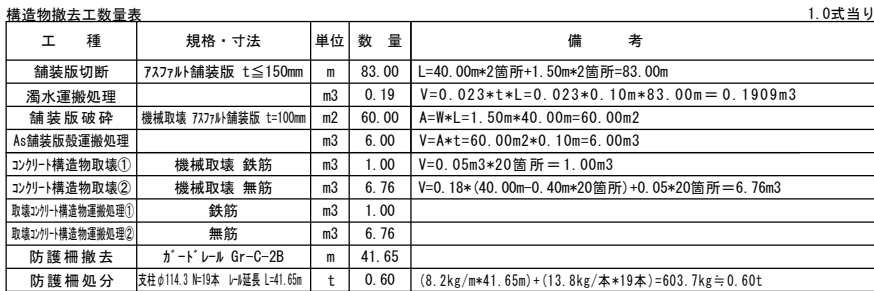 構造物撤去工数量表 1.0式当り
工 種 規格・寸法 単位 数 量 備 考
舗装版切断 アスファルト舗装版 t≦150mm m 83.00 L=40.00m*2箇所+1.50m*2箇所=83.00m
濁水運搬処理 m3 0.19 V=0.023*t*L=0.023*0.10m*83.00m=0.1909m3
舗装版破砕 機械取壊 アスファルト舗装版 t=100mm m2 60.00 A=W*L=1.50m*40.00m=60.00m2
As舗装版殻運搬処理 m3 6.00 V=A*t=60.00m2*0.10m=6.00m3
コンクリート構造物取壊① 機械取壊 鉄筋 m3 1.00 V=0.05m3*20箇所=1.00m3
コンクリート構造物取壊② 機械取壊 無筋 m3 6.76 V=0.18*(40.00m-0.40m*20箇所)+0.05*20箇所=6.76m3
取壊コンクリート構造物運搬処理① 鉄筋 m3 1.00
取壊コンクリート構造物運搬処理② 無筋 m3 6.76
防護柵撤去 ガードレール Gr-C-2B m 41.65
防護柵処分 支柱φ114.3 N=19本 レール延長 L=41.65m t 0.60 (8.2kg/m*41.65m)+(13.8kg/本*19本)=603.7kg≒0.60t